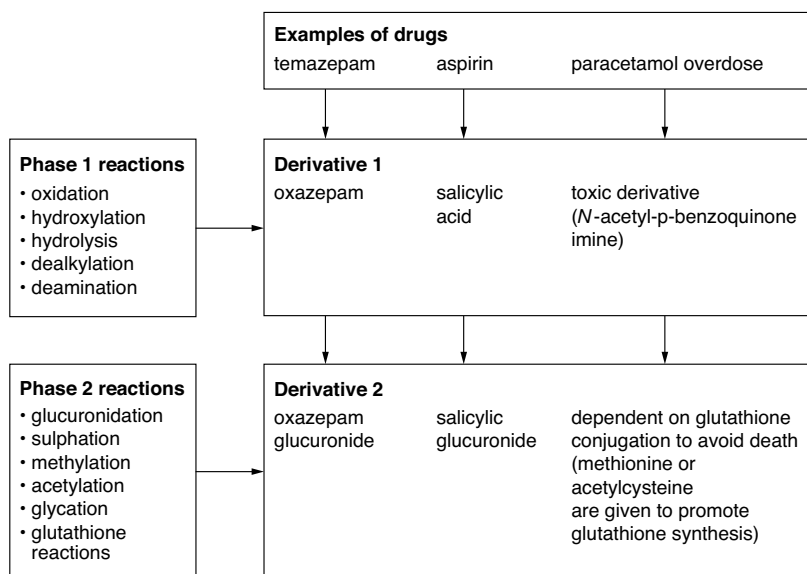 Examples of drugs
temazepam aspirin paracetamol overdose
Phase 1 reactions
• oxidation
• hydroxylation
• hydrolysis
• dealkylation
• deamination
Derivative 1
oxazepam salicylic toxic derivative
acid (N-acetyl-p-benzoquinone
imine)
Phase 2 reactions
• glucuronidation
• sulphation
• methylation
• acetylation
• glycation
• glutathione
reactions
Derivative 2
oxazepam salicylic dependent on glutathione
glucuronide glucuronide conjugation to avoid death
(methionine or
acetylcysteine
are given to promote
glutathione synthesis)